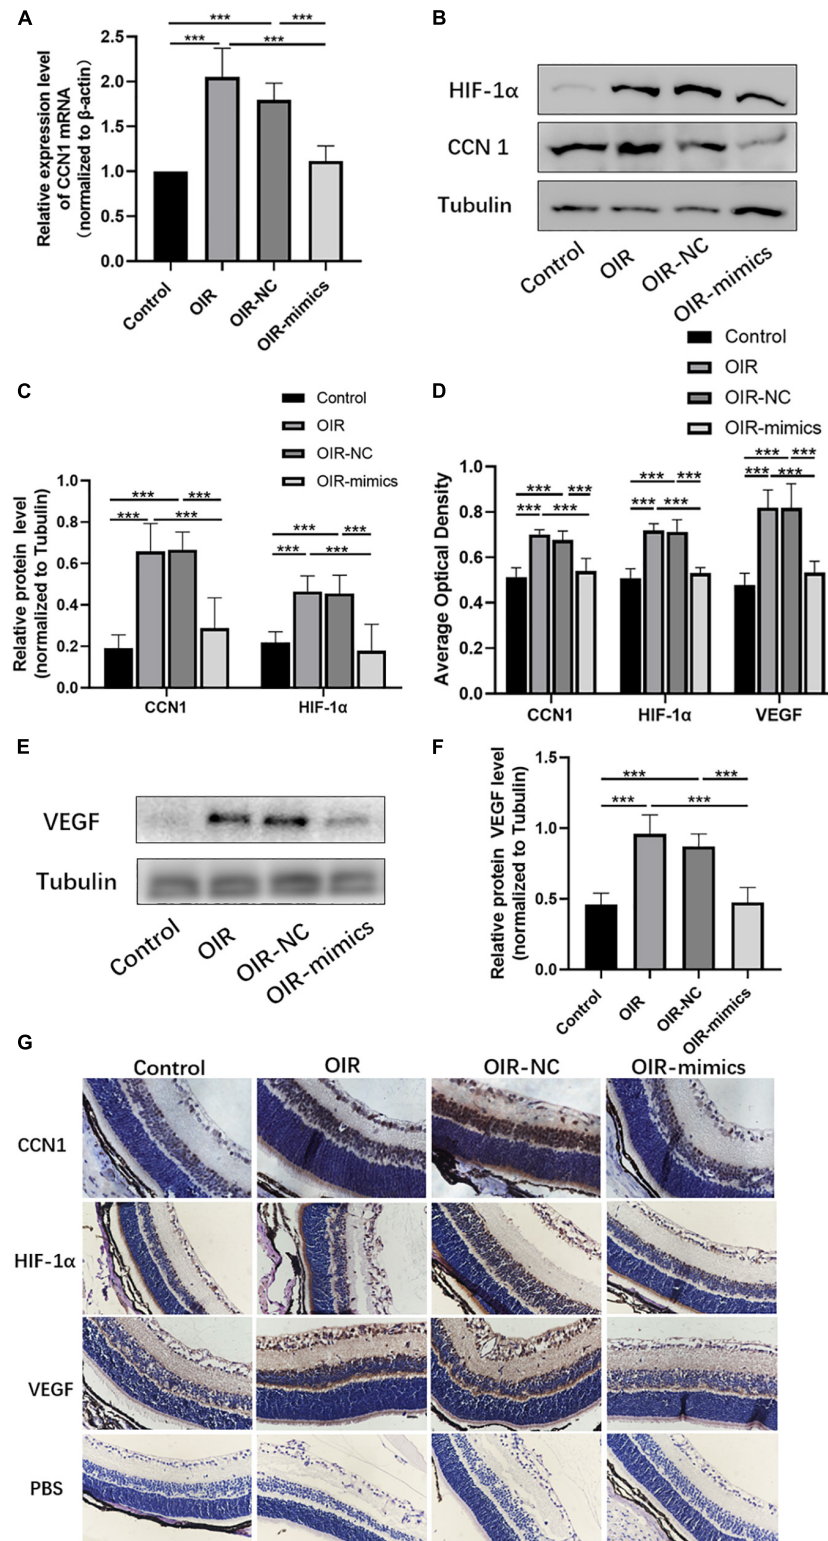 A
Relative expression level
of CCN1 mRNA
(normalized to β-actin)
2.5
2.0
1.5
1.0
0.5
0.0
*** ***
*** ***
Control
OIR
OIR-NC
OIR-mimics
B
HIF-1α
CCN 1
Tubulin
Control
OIR
OIR-NC
OIR-mimics
C
Control
OIR
OIR-NC
OIR-mimics
Relative protein level
(normalized to Tubulin)
1.0
0.8
0.6
0.4
0.2
0.0
*** ***
*** ***
*** ***
*** ***
CCN1
HIF-1α
D
Control
OIR
OIR-NC
OIR-mimics
Average Optical Density
1.0
0.8
0.6
0.4
0.2
0.0
*** ***
*** ***
*** ***
*** ***
*** ***
*** ***
CCN1
HIF-1α
VEGF
E
VEGF
Tubulin
Control
OIR
OIR-NC
OIR-mimics
F
Relative protein VEGF level
(normalized to Tubulin)
1.5
1.0
0.5
0.0
*** ***
*** ***
Control
OIR
OIR-NC
OIR-mimics
G
Control OIR OIR-NC OIR-mimics
CCN1
HIF-1α
VEGF
PBS